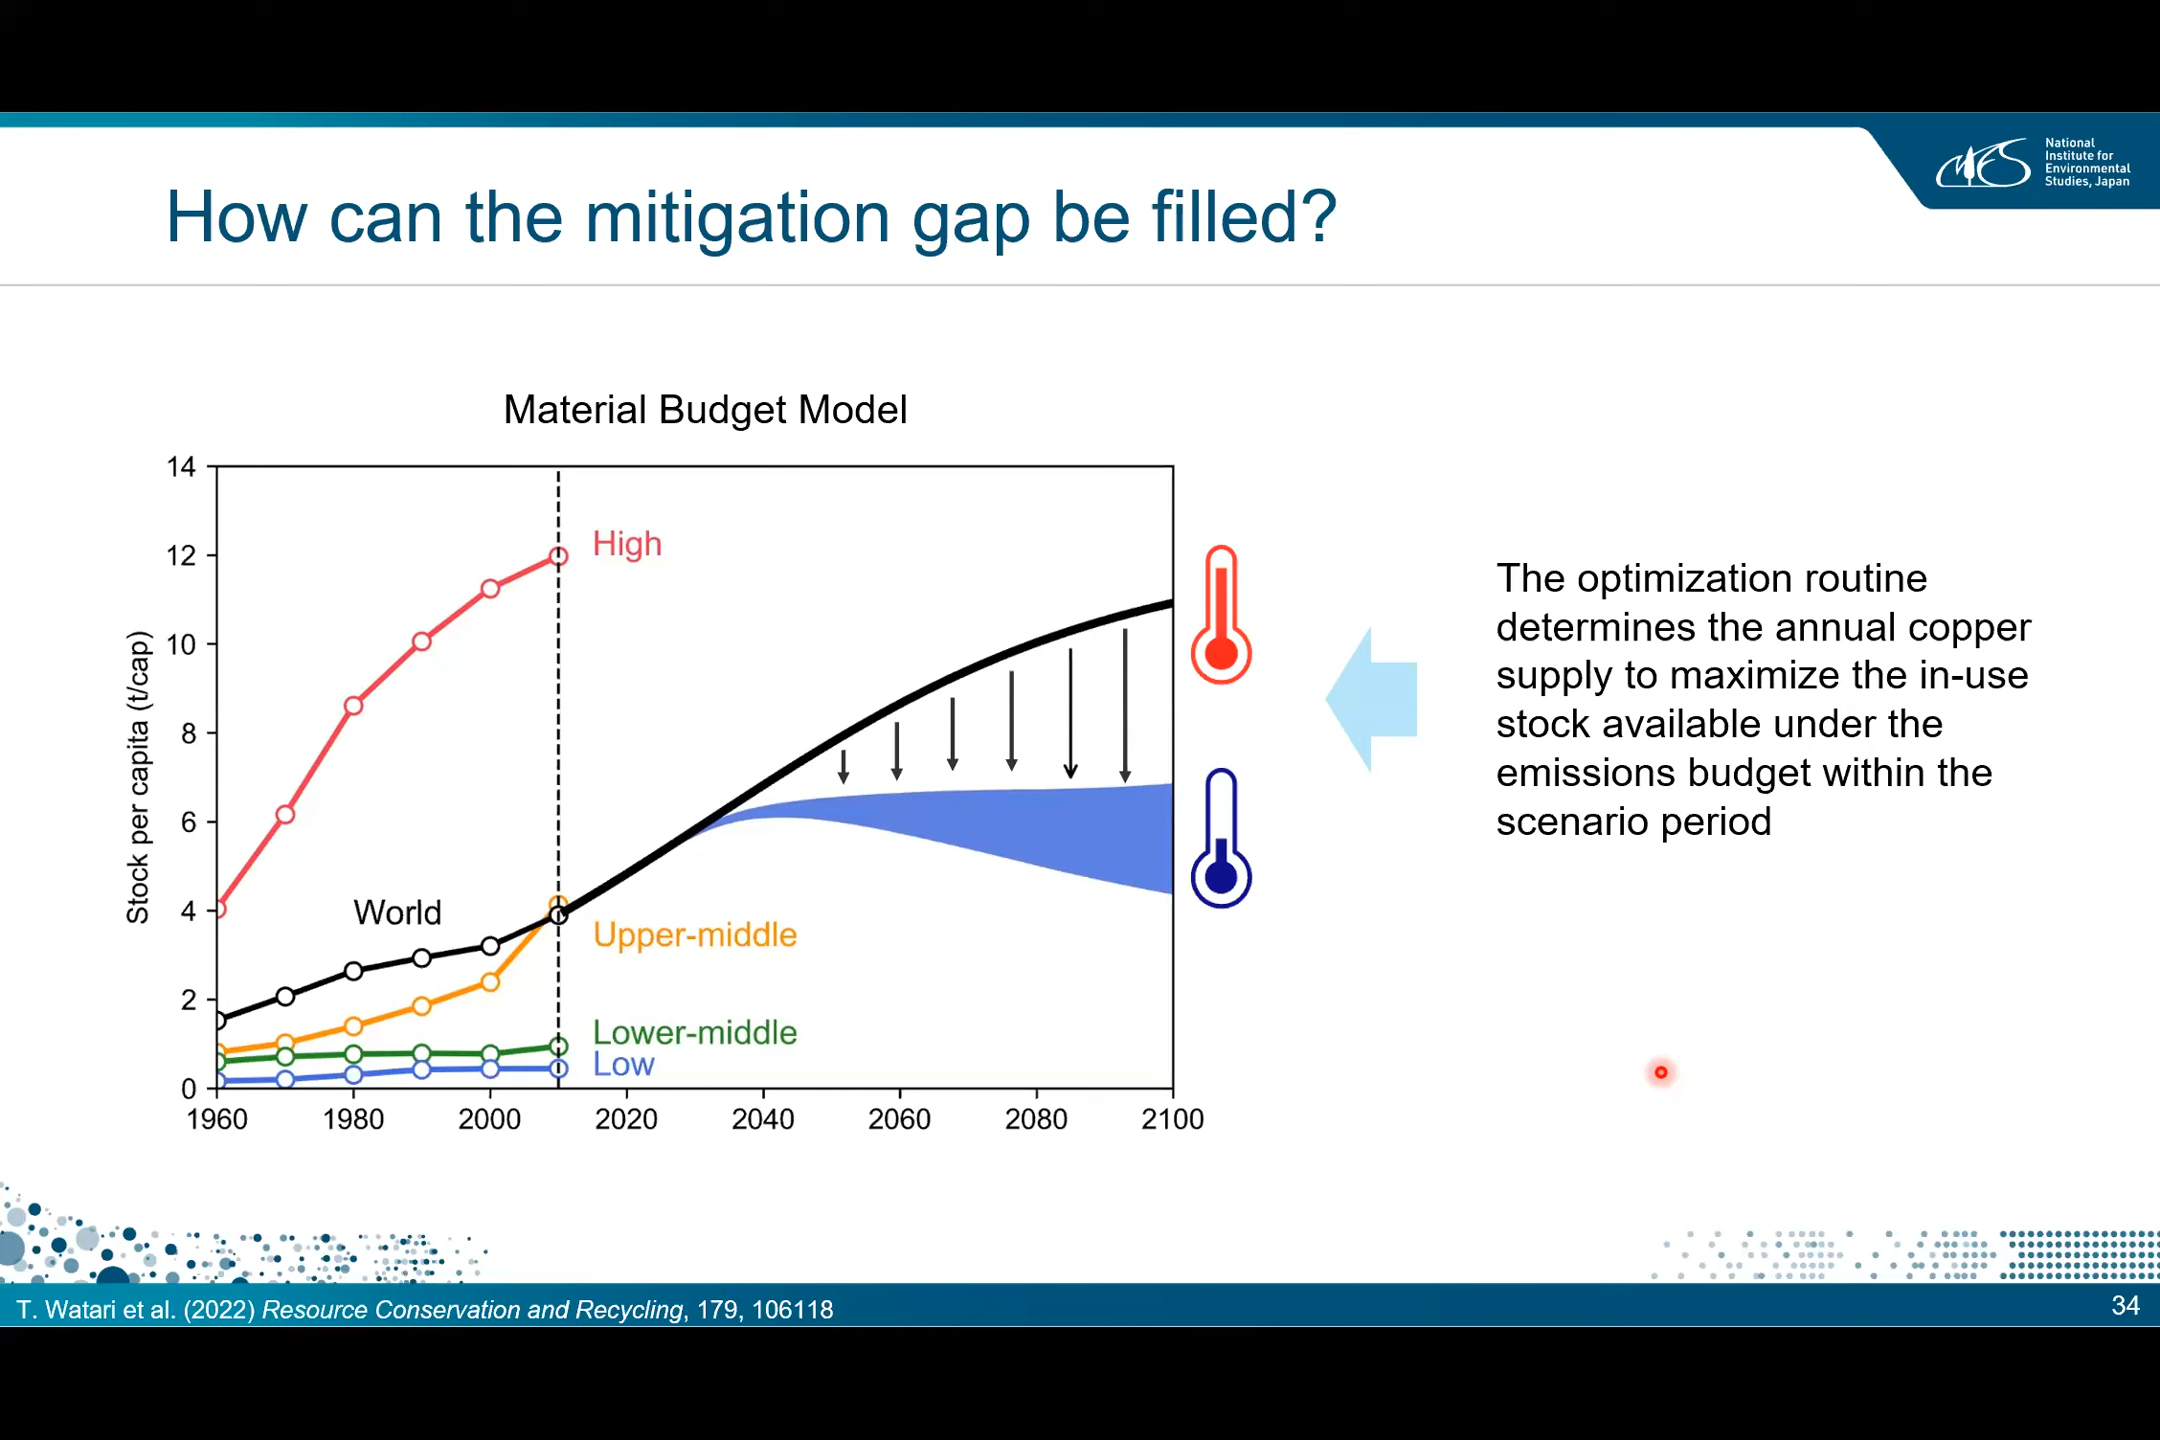 National
Institute for
Environmental
Studies, Japan
How can the mitigation gap be filled?
Material Budget Model
Stock per capita (t/cap)
14
12
10
8
6
4
2
0
High
World
Upper-middle
Lower-middle
Low
1960 1980 2000 2020 2040 2060 2080 2100
The optimization routine
determines the annual copper
supply to maximize the in-use
stock available under the
emissions budget within the
scenario period
T. Watari et al. (2022) Resource Conservation and Recycling, 179, 106118
34